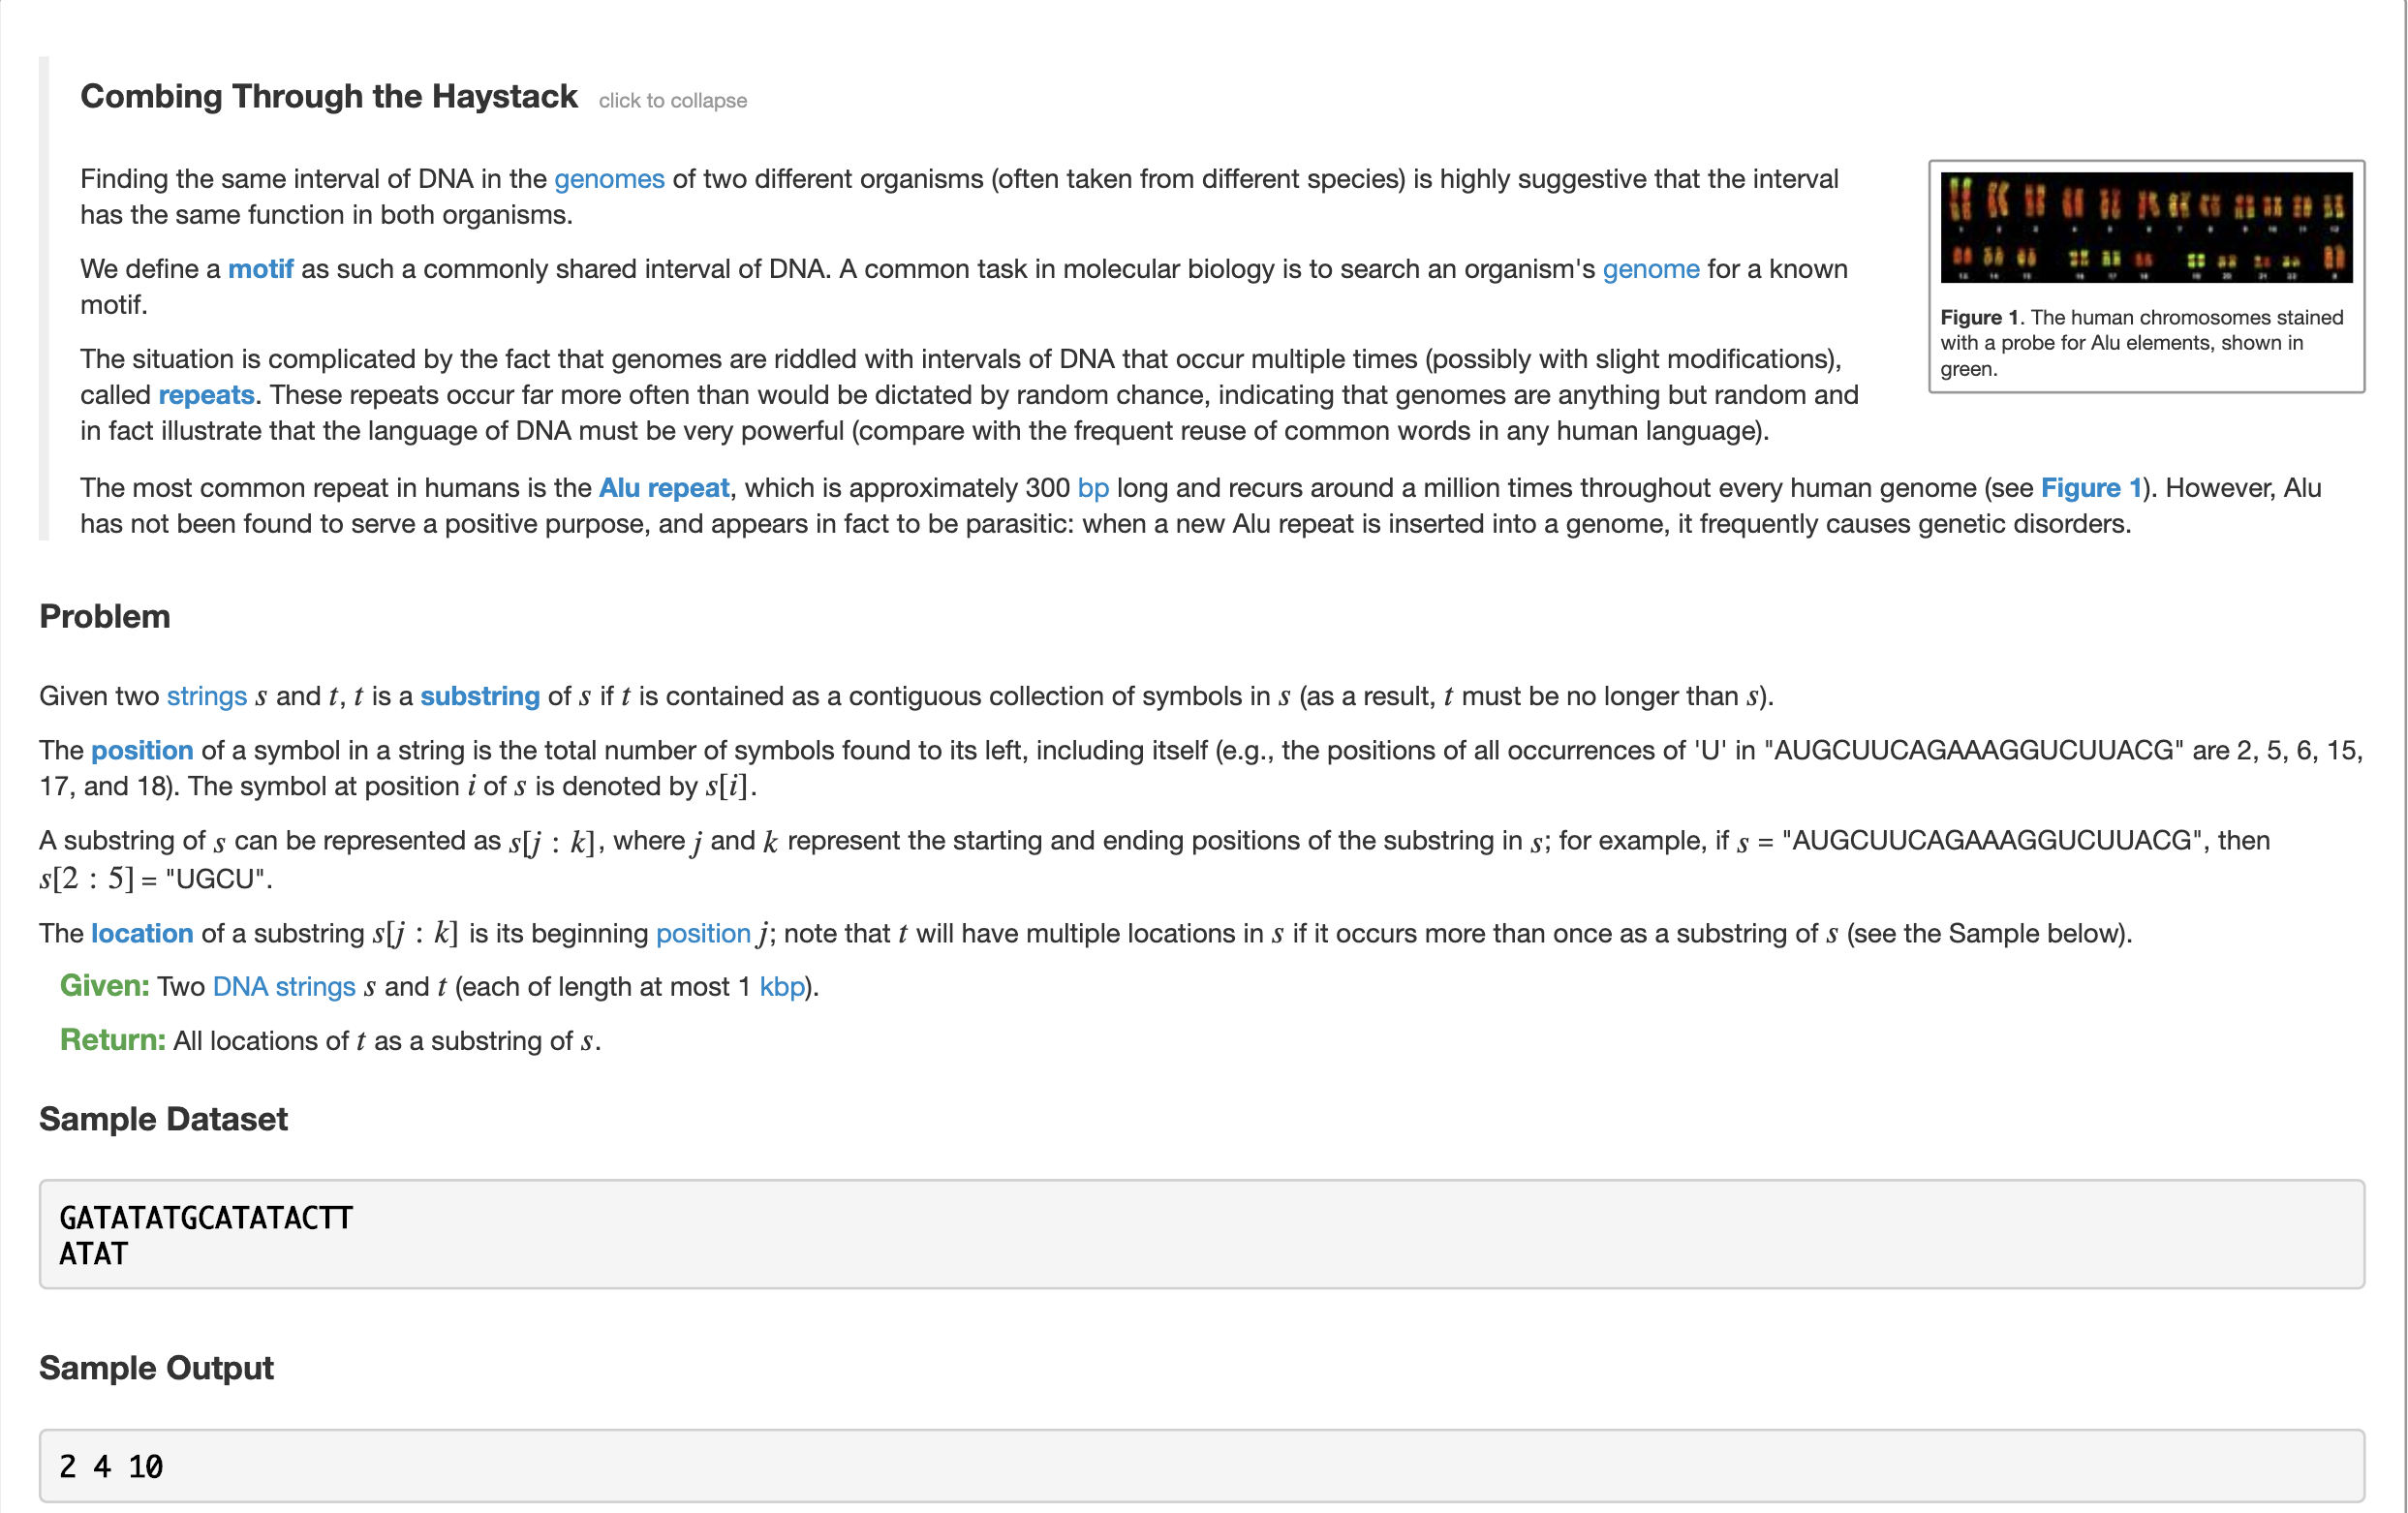 Combing Through the Haystack click to collapse
Finding the same interval of DNA in the genomes of two different organisms (often taken from different species) is highly suggestive that the interval
has the same function in both organisms.
We define a motif as such a commonly shared interval of DNA. A common task in molecular biology is to search an organism's genome for a known
motif.
The situation is complicated by the fact that genomes are riddled with intervals of DNA that occur multiple times (possibly with slight modifications),
called repeats. These repeats occur far more often than would be dictated by random chance, indicating that genomes are anything but random and
in fact illustrate that the language of DNA must be very powerful (compare with the frequent reuse of common words in any human language).
The most common repeat in humans is the Alu repeat, which is approximately 300 bp long and recurs around a million times throughout every human genome (see Figure 1). However, Alu
has not been found to serve a positive purpose, and appears in fact to be parasitic: when a new Alu repeat is inserted into a genome, it frequently causes genetic disorders.
Figure 1. The human chromosomes stained
with a probe for Alu elements, shown in
green.
Problem
Given two strings s and t, t is a substring of s if t is contained as a contiguous collection of symbols in s (as a result, t must be no longer than s).
The position of a symbol in a string is the total number of symbols found to its left, including itself (e.g., the positions of all occurrences of 'U' in "AUGCUUCAGAAAGGUCUUACG" are 2, 5, 6, 15,
17, and 18). The symbol at position i of s is denoted by s[i].
A substring of s can be represented as s[j : k], where j and k represent the starting and ending positions of the substring in s; for example, if s = "AUGCUUCAGAAAGGUCUUACG", then
s[2 : 5] = "UGCU".
The location of a substring s[j : k] is its beginning position j; note that t will have multiple locations in s if it occurs more than once as a substring of s (see the Sample below).
Given: Two DNA strings s and t (each of length at most 1 kbp).
Return: All locations of t as a substring of s.
Sample Dataset
GATATATGCATATACTT
ATAT
Sample Output
2 4 10